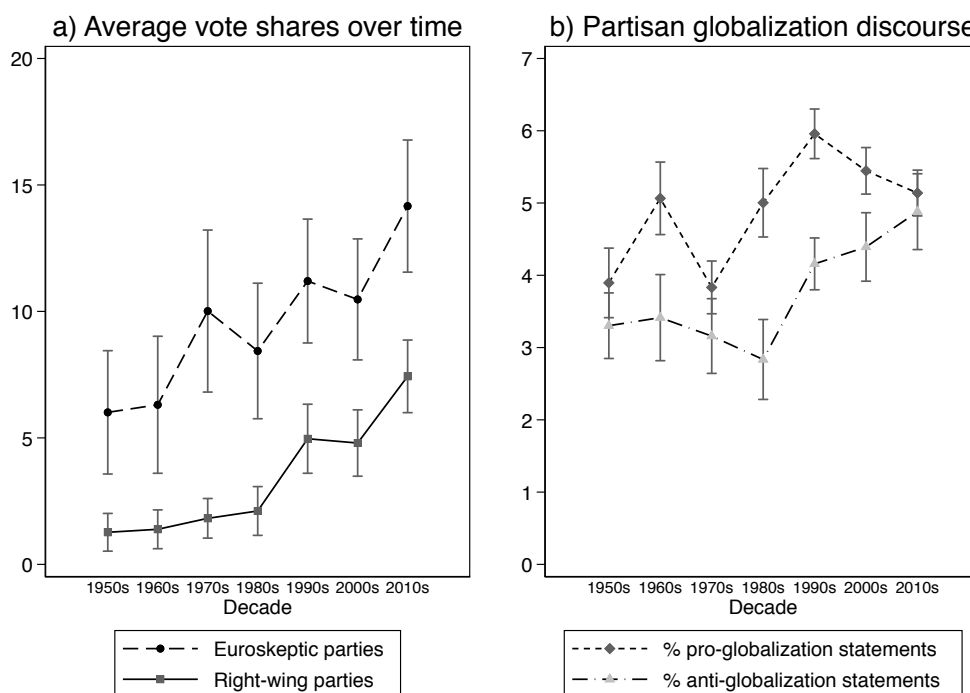 a) Average vote shares over time
20
15
10
5
0
1950s 1960s 1970s 1980s 1990s 2000s 2010s
Decade
Euroskeptic parties
Right-wing parties
b) Partisan globalization discourse
7
6
5
4
3
2
1
0
1950s 1960s 1970s 1980s 1990s 2000s 2010s
Decade
% pro-globalization statements
% anti-globalization statements